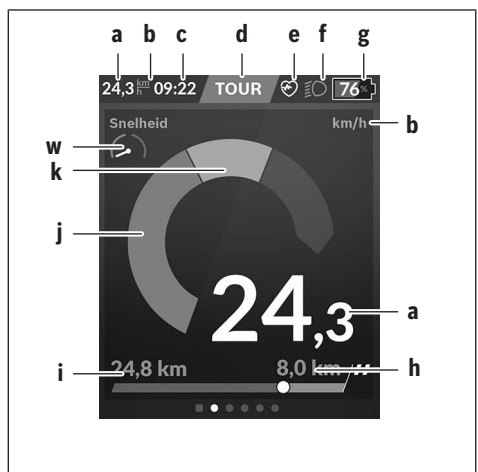 a b c d e f g
24,3 km/h 09:22 TOUR 76%
Snelheid km/h b
w
k
j
24,3 a
i 24,8 km 8,0 km h